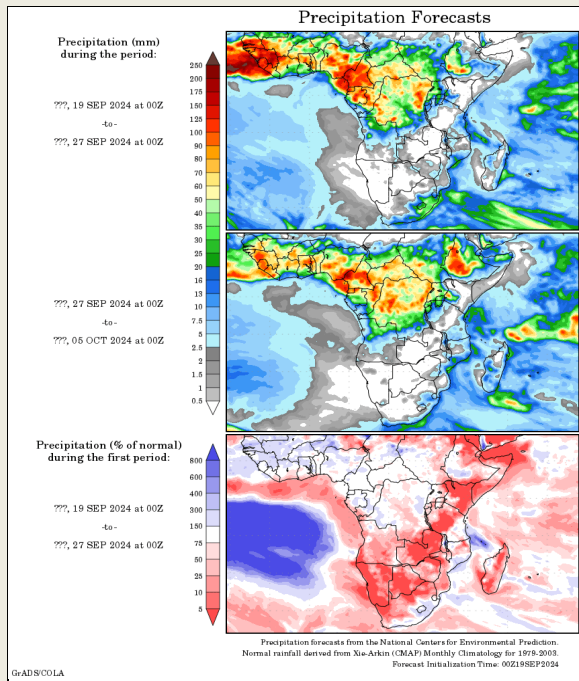 Precipitation Forecasts
Precipitation (mm)
during the period:
???, 19 SEP 2024 at 00Z
-to-
???, 27 SEP 2024 at 00Z
250
200
175
150
125
100
90
80
70
60
50
40
35
30
25
20
16
13
10
7.5
5
2.5
2
1.5
1
0.5
???, 27 SEP 2024 at 00Z
-to-
???, 05 OCT 2024 at 00Z
Precipitation (% of normal)
during the first period:
???, 19 SEP 2024 at 00Z
-to-
???, 27 SEP 2024 at 00Z
800
600
400
300
150
75
50
25
10
5
Precipitation forecasts from the National Centers for Environmental Prediction.
Normal rainfall derived from Xie-Arkin (CMAP) Monthly Climatology for 1979-2003.
Forecast Initialization Time: 00Z19SEP2024
GrADS/COLA